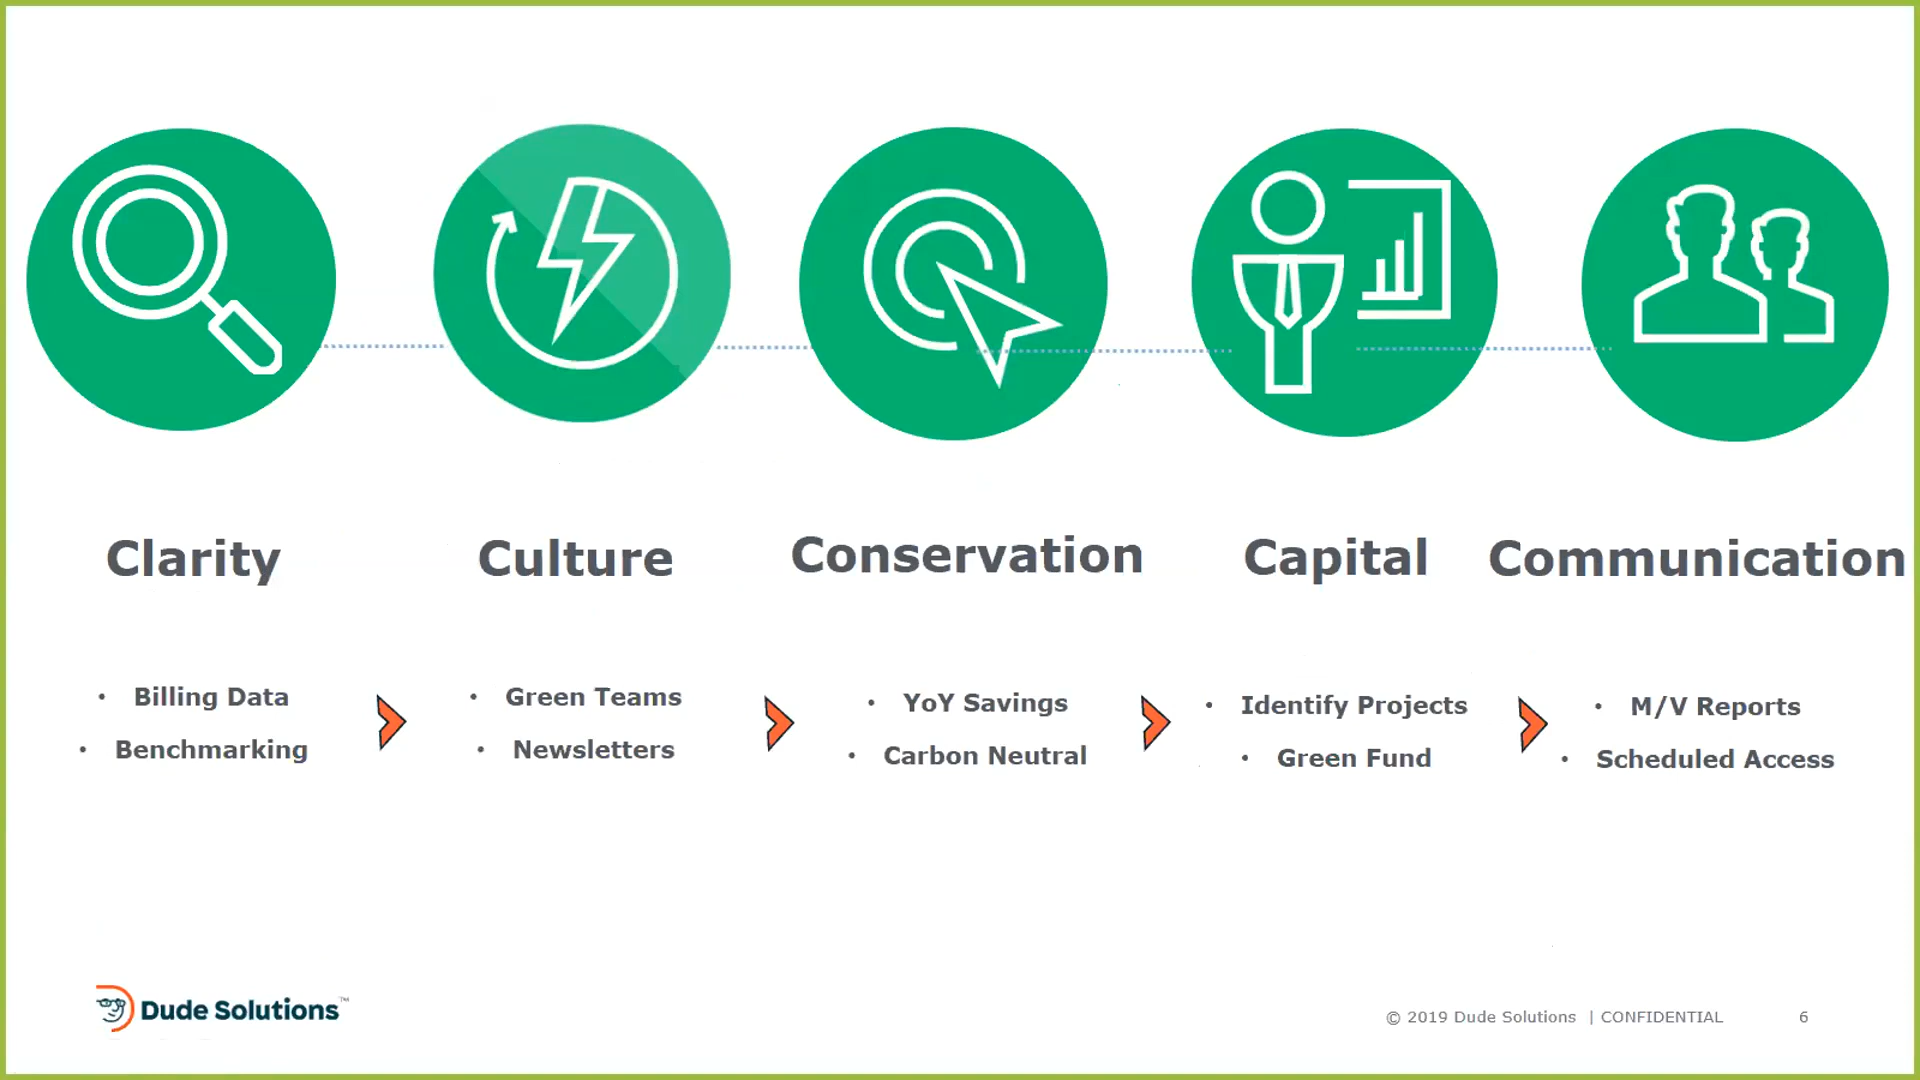 Clarity
Culture
Conservation
Capital
Communication
• Billing Data
• Benchmarking
• Green Teams
• Newsletters
• YoY Savings
• Carbon Neutral
• Identify Projects
• Green Fund
• M/V Reports
• Scheduled Access
Dude Solutions™
© 2019 Dude Solutions | CONFIDENTIAL
6